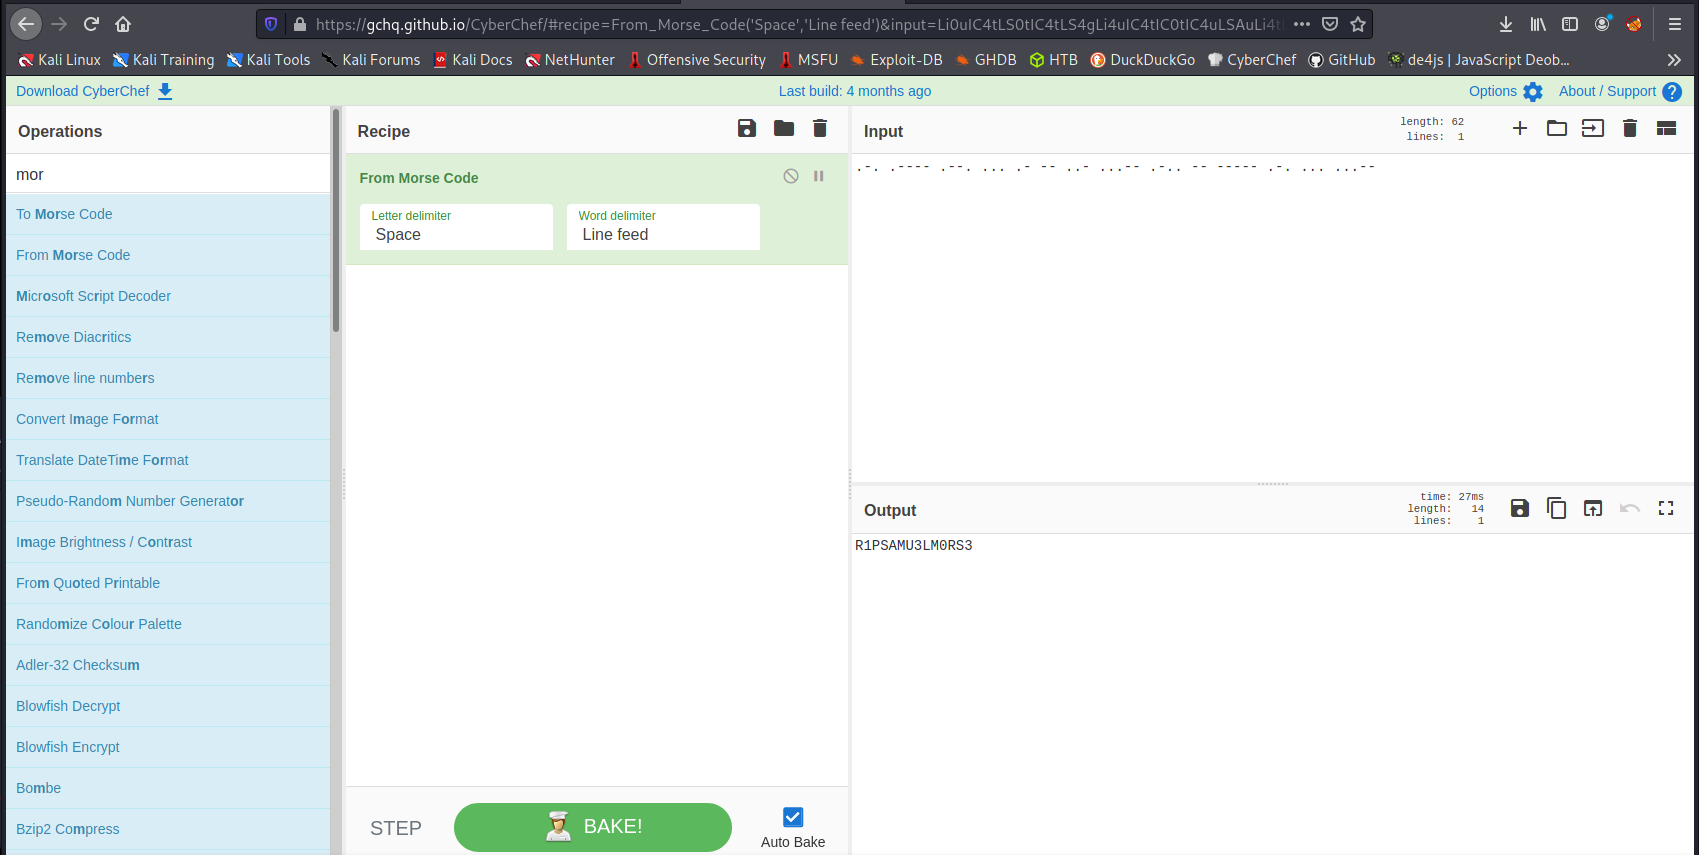 https://gchq.github.io/CyberChef/#recipe=From_Morse_Code('Space','Line feed')&input=Li0uIC4tLS0tIC4tLS4gLi4uIC4tIC0tIC4uLSAuLi4t
Kali Linux Kali Training Kali Tools Kali Forums Kali Docs NetHunter Offensive Security MSFU Exploit-DB GHDB HTB DuckDuckGo CyberChef GitHub de4js | JavaScript Deob...
Download CyberChef Last build: 4 months ago Options About / Support
Operations
mor
To Morse Code
From Morse Code
Microsoft Script Decoder
Remove Diacritics
Remove line numbers
Convert Image Format
Translate DateTime Format
Pseudo-Random Number Generator
Image Brightness / Contrast
From Quoted Printable
Randomize Colour Palette
Adler-32 Checksum
Blowfish Decrypt
Blowfish Encrypt
Bombe
Bzip2 Compress
Recipe
From Morse Code
Letter delimiter Word delimiter
Space Line feed
STEP BAKE! Auto Bake
Input
length: 62
lines: 1
.-. .---- .--. ... .- -- ..- ...-- .-.. -- ----- .-. ... ...--
Output
time: 27ms
length: 14
lines: 1
R1PSAMU3LM0RS3